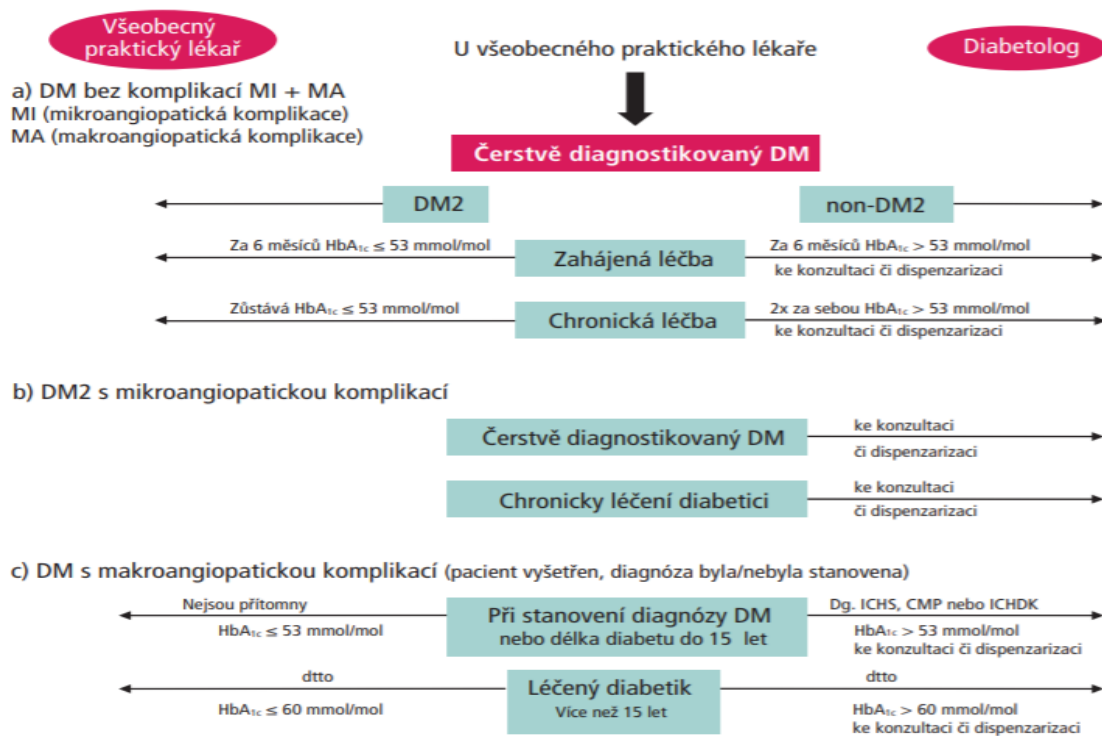 Všeobecný
praktický lékař
U všeobecného praktického lékaře
Diabetolog
a) DM bez komplikací MI + MA
MI (mikroangiopatická komplikace)
MA (makroangiopatická komplikace)
Čerstvě diagnostikovaný DM
DM2
non-DM2
Za 6 měsíců HbA1c ≤ 53 mmol/mol
Zahájená léčba
Za 6 měsíců HbA1c > 53 mmol/mol
ke konzultaci či dispenzarizaci
Zůstává HbA1c ≤ 53 mmol/mol
Chronická léčba
2x za sebou HbA1c > 53 mmol/mol
ke konzultaci či dispenzarizaci
b) DM2 s mikroangiopatickou komplikací
Čerstvě diagnostikovaný DM
ke konzultaci
či dispenzarizaci
Chronicky léčení diabetici
ke konzultaci
či dispenzarizaci
c) DM s makroangiopatickou komplikací (pacient vyšetřen, diagnóza byla/nebyla stanovena)
Nejsou přítomny
HbA1c ≤ 53 mmol/mol
Při stanovení diagnózy DM
nebo délka diabetu do 15 let
Dg. ICHS, CMP nebo ICHDK
HbA1c > 53 mmol/mol
ke konzultaci či dispenzarizaci
dtto
HbA1c ≤ 60 mmol/mol
Léčený diabetik
Více než 15 let
dtto
HbA1c > 60 mmol/mol
ke konzultaci či dispenzarizaci